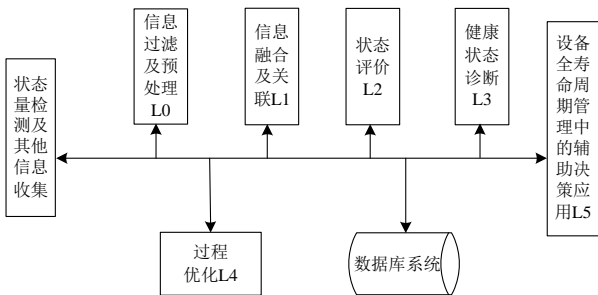 状态
量检
测及
其他
信息
收集
信息
过滤
及预
处理
L0
信息
融合
及关
联L1
状态
评价
L2
健康
状态
诊断
L3
设备
全寿
命周
期管
理中
的辅
助决
策应
用L5
过程
优化L4
数据库系统